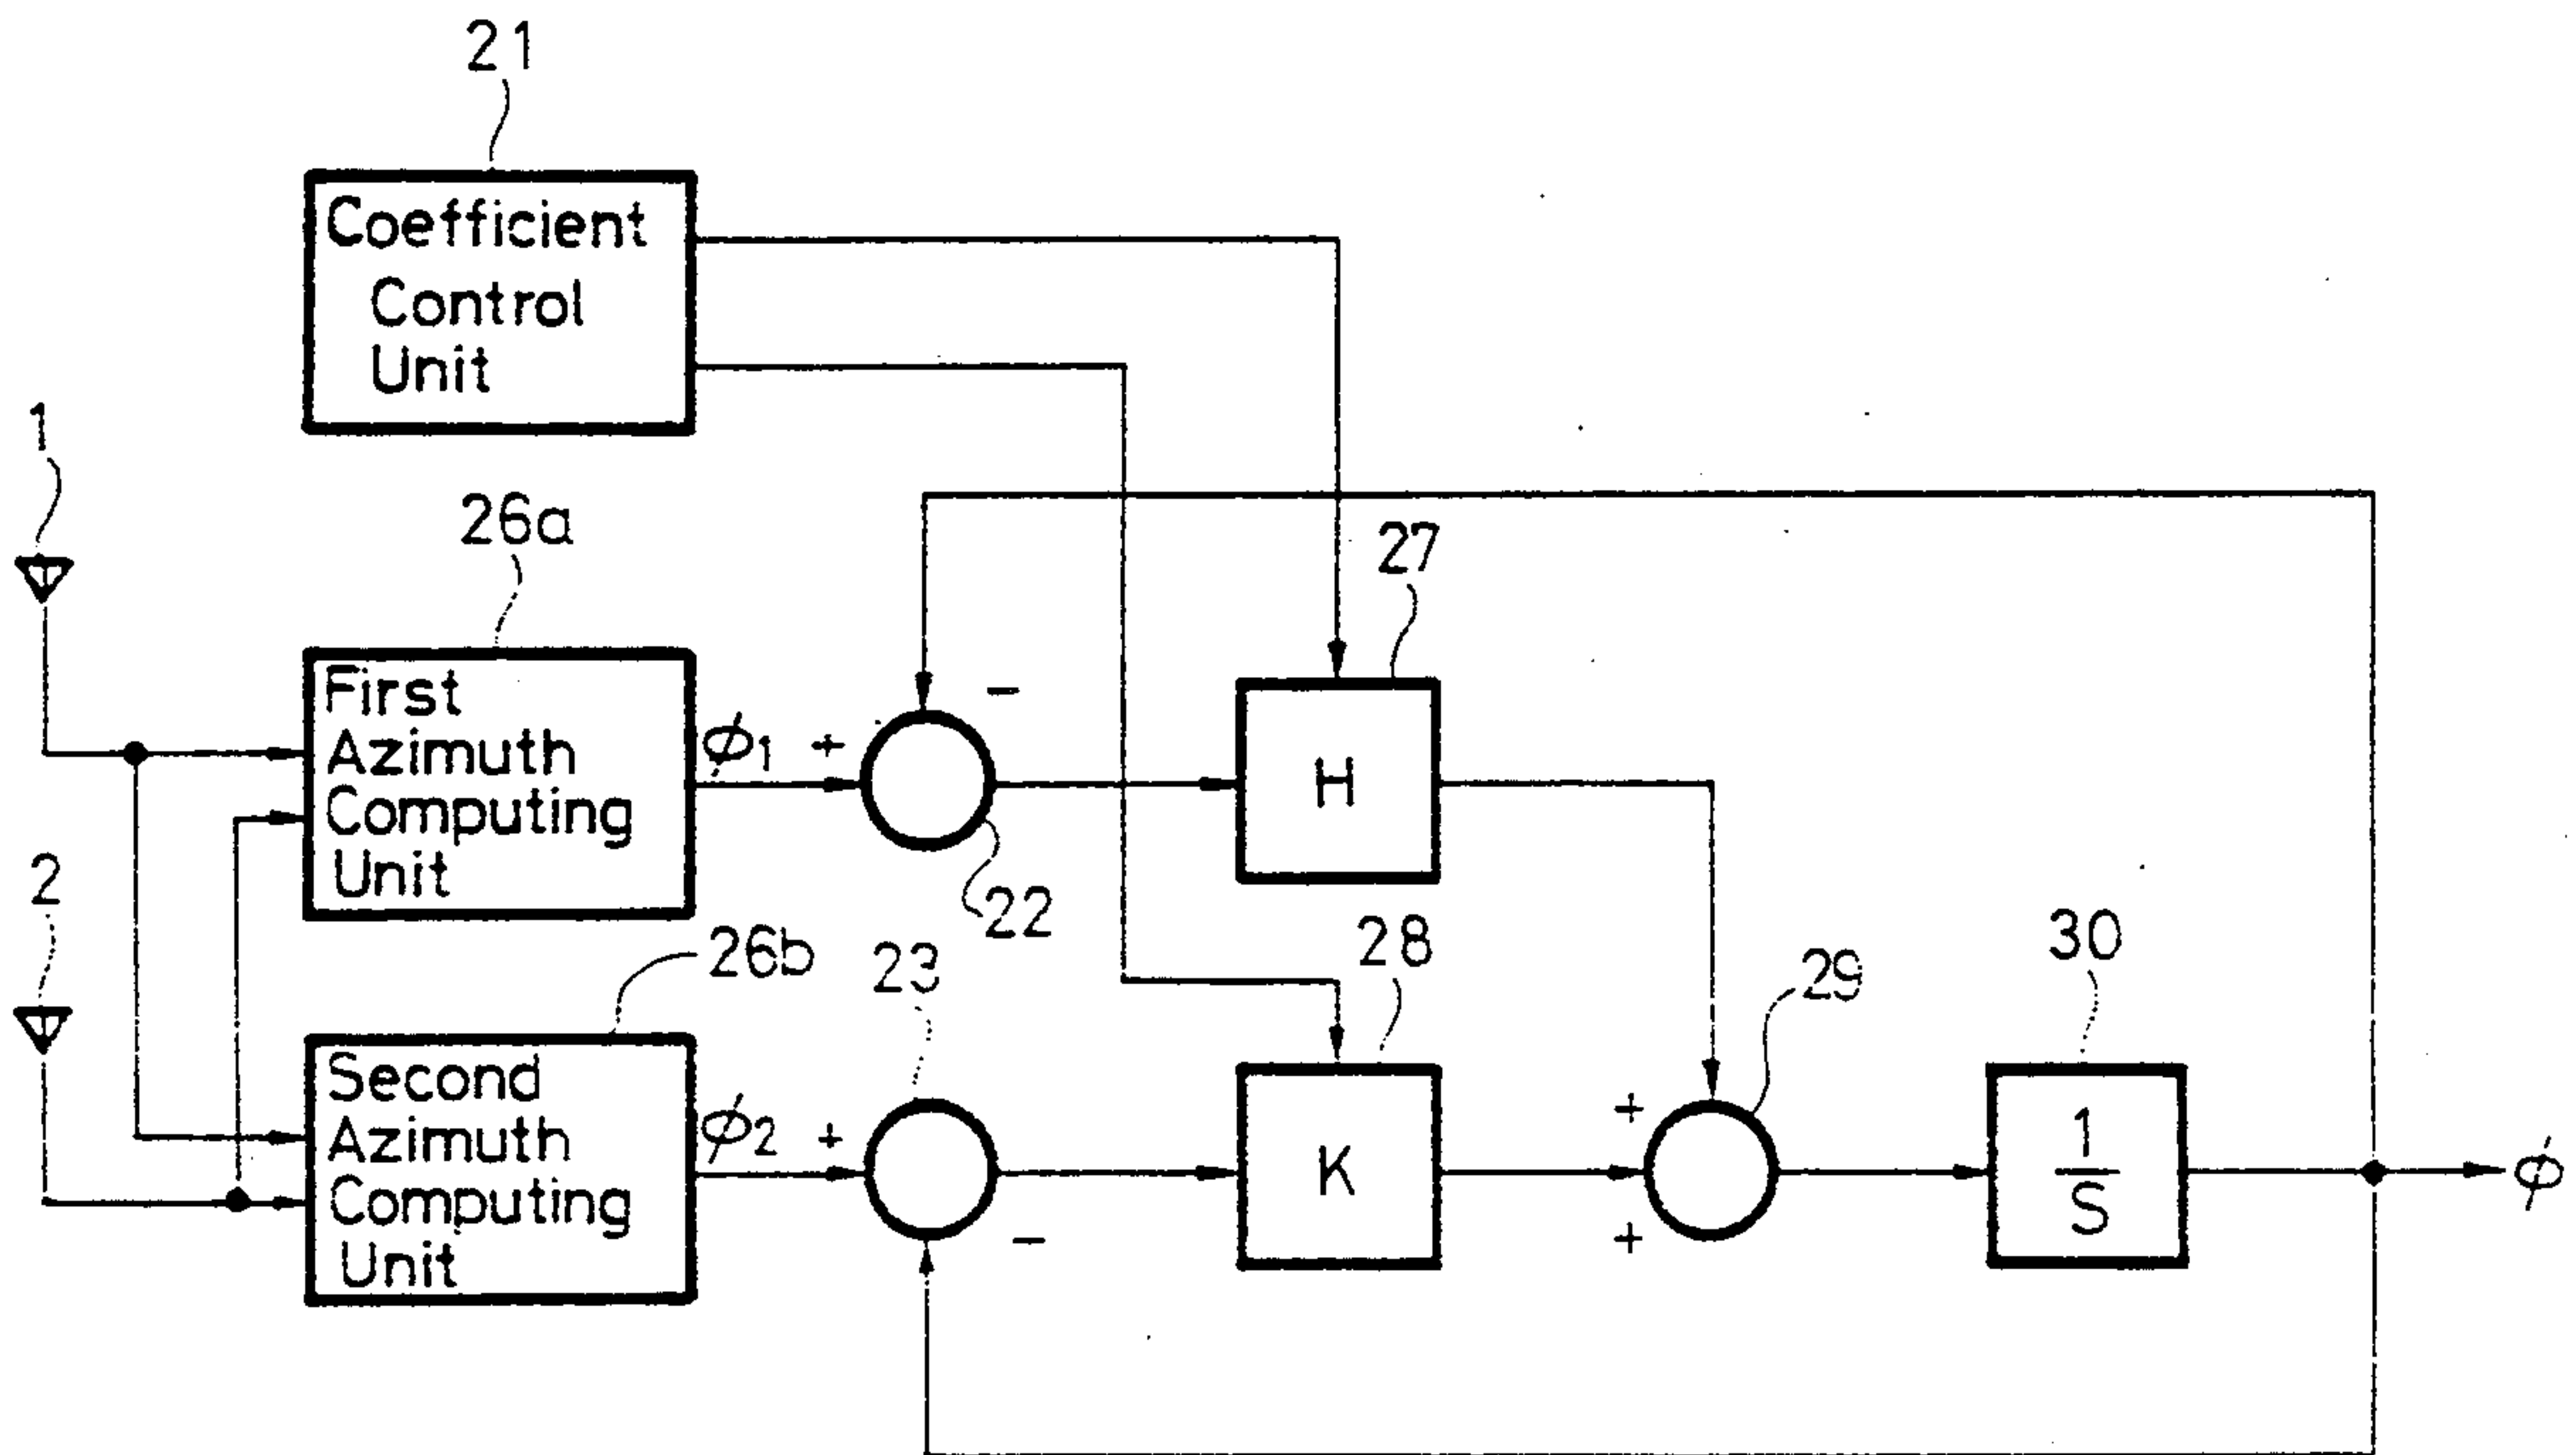 21
Coefficient
Control
Unit
1
26a
27
First
Azimuth
Computing
Unit
ϕ1
+
−
H
22
2
26b
23
28
29
30
Second
Azimuth
Computing
Unit
ϕ2
+
−
K
+
+
1
S
ϕ